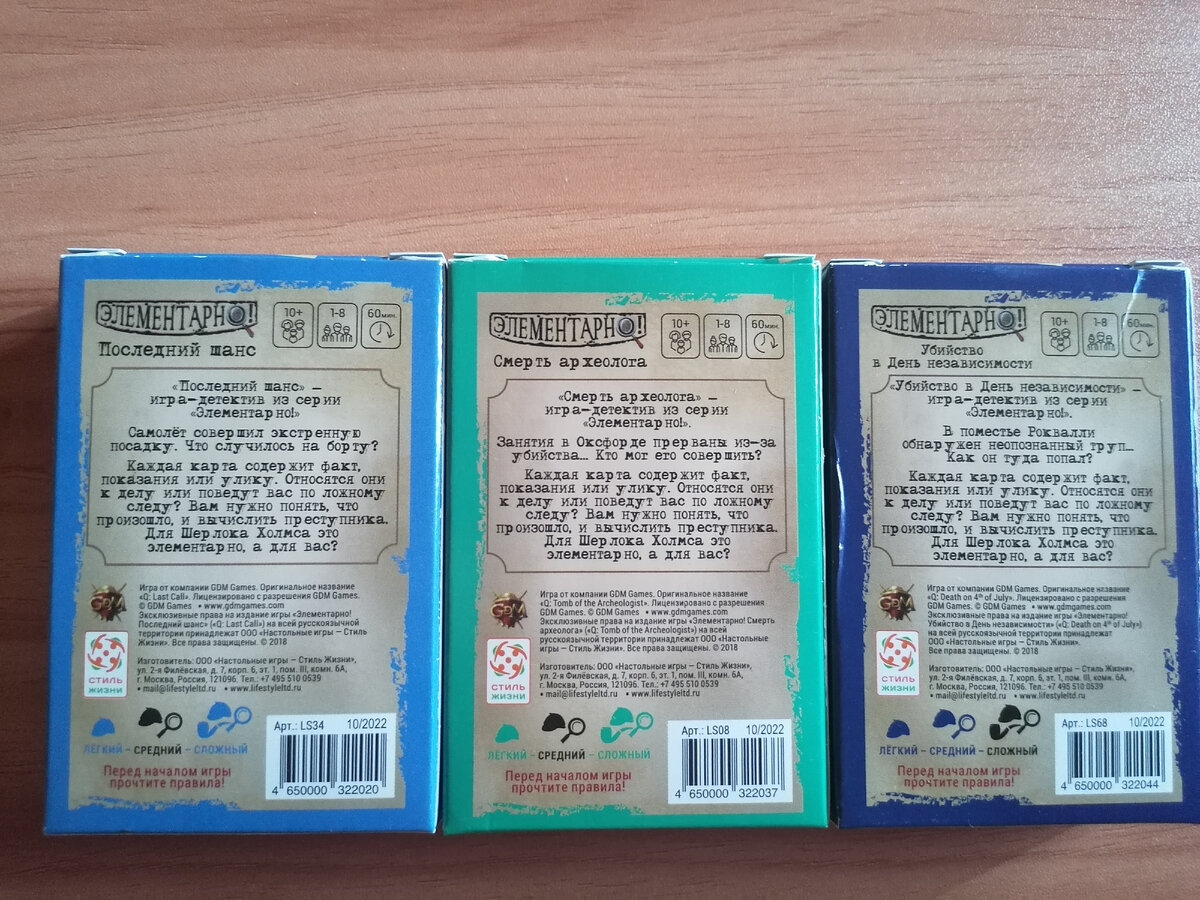 ЭЛЕМЕНТАРНО!
10+
1-8
60 мин.
Последний шанс
«Последний шанс» –
игра-детектив из серии
«Элементарно!»
Самолёт совершил экстренную
посадку. Что случилось на борту?
Каждая карта содержит факт,
показания или улику. Относятся они
к делу или поведут вас по ложному
следу? Вам нужно понять, что
произошло, и вычислить преступника.
Для Шерлока Холмса это
элементарно, а для вас?
GDM
Игра от компании GDM Games. Оригинальное название
«Q: Last Call». Лицензировано с разрешения GDM Games.
© GDM Games • www.gdmgames.com
Эксклюзивные права на издание игры «Элементарно!
Последний шанс» («Q: Last Call») на всей русскоязычной
территории принадлежат ООО «Настольные игры – Стиль
Жизни». Все права защищены. © 2018
СТИЛЬ
ЖИЗНИ
Изготовитель: ООО «Настольные игры – Стиль Жизни»,
ул. 2-я Филёвская, д. 7, корп. 6, эт. 1, пом. III, комн. 6А,
г. Москва, Россия, 121096. Тел.: +7 495 510 0539
• mail@lifestyleltd.ru • www.lifestyleltd.ru
ЛЁГКИЙ – СРЕДНИЙ – СЛОЖНЫЙ
Перед началом игры
прочтите правила!
Арт.: LS34 10/2022
4 650000 322020
ЭЛЕМЕНТАРНО!
10+
1-8
60 мин.
Смерть археолога
«Смерть археолога» –
игра-детектив из серии
«Элементарно!».
Занятия в Оксфорде прерваны из-за
убийства… Кто мог его совершить?
Каждая карта содержит факт,
показания или улику. Относятся они
к делу или поведут вас по ложному
следу? Вам нужно понять, что
произошло, и вычислить преступника.
Для Шерлока Холмса это
элементарно, а для вас?
GDM
Игра от компании GDM Games. Оригинальное название
«Q: Tomb of the Archeologist». Лицензировано с разрешения
GDM Games. © GDM Games • www.gdmgames.com
Эксклюзивные права на издание игры «Элементарно! Смерть
археолога» («Q: Tomb of the Archeologist») на всей
русскоязычной территории принадлежат ООО «Настольные
игры – Стиль Жизни». Все права защищены. © 2018
СТИЛЬ
ЖИЗНИ
Изготовитель: ООО «Настольные игры – Стиль Жизни»,
ул. 2-я Филёвская, д. 7, корп. 6, эт. 1, пом. III, комн. 6А,
г. Москва, Россия, 121096. Тел.: +7 495 510 0539
• mail@lifestyleltd.ru • www.lifestyleltd.ru
ЛЁГКИЙ – СРЕДНИЙ – СЛОЖНЫЙ
Перед началом игры
прочтите правила!
Арт.: LS08 10/2022
4 650000 322037
ЭЛЕМЕНТАРНО!
10+
1-8
60 мин.
Убийство
в День независимости
«Убийство в День независимости» –
игра-детектив из серии
«Элементарно!».
В поместье Роквалли
обнаружен неопознанный труп…
Как он туда попал?
Каждая карта содержит факт,
показания или улику. Относятся они
к делу или поведут вас по ложному
следу? Вам нужно понять, что
произошло, и вычислить преступника.
Для Шерлока Холмса это
элементарно, а для вас?
GDM
Игра от компании GDM Games. Оригинальное название
«Q: Death on 4th of July». Лицензировано с разрешения
GDM Games. © GDM Games • www.gdmgames.com
Эксклюзивные права на издание игры «Элементарно!
Убийство в День независимости» («Q: Death on 4th of July»)
на всей русскоязычной территории принадлежат
ООО «Настольные игры – Стиль Жизни».
Все права защищены. © 2018
СТИЛЬ
ЖИЗНИ
Изготовитель: ООО «Настольные игры – Стиль Жизни»,
ул. 2-я Филёвская, д. 7, корп. 6, эт. 1, пом. III, комн. 6А,
г. Москва, Россия, 121096. Тел.: +7 495 510 0539
• mail@lifestyleltd.ru • www.lifestyleltd.ru
ЛЁГКИЙ – СРЕДНИЙ – СЛОЖНЫЙ
Перед началом игры
прочтите правила!
Арт.: LS68 10/2022
4 650000 322044